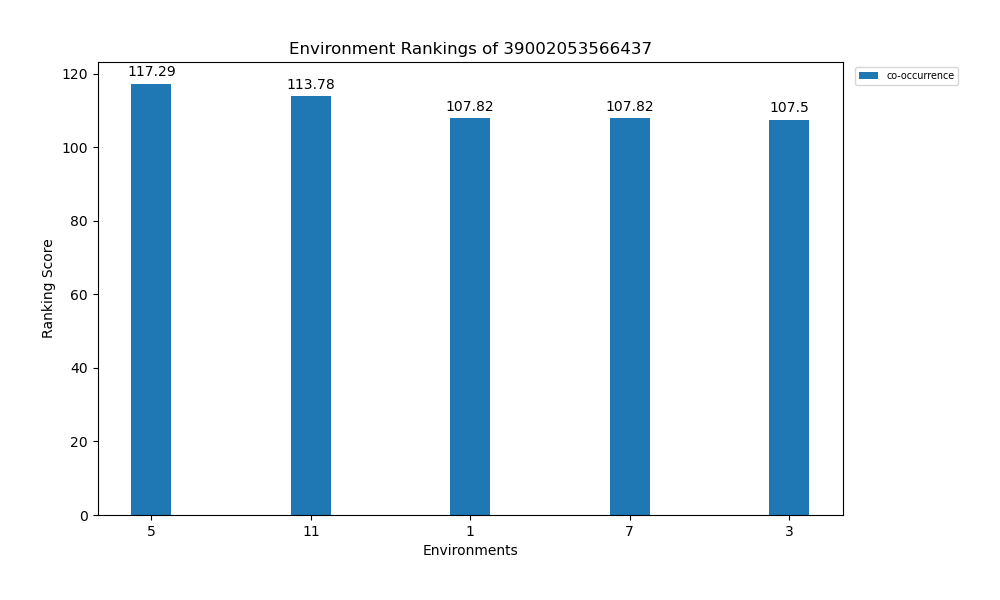 Environment Rankings of 39002053566437
co-occurrence
117.29
113.78
107.82
107.82
107.5
120
100
80
60
40
20
0
Ranking Score
5 11 1 7 3
Environments